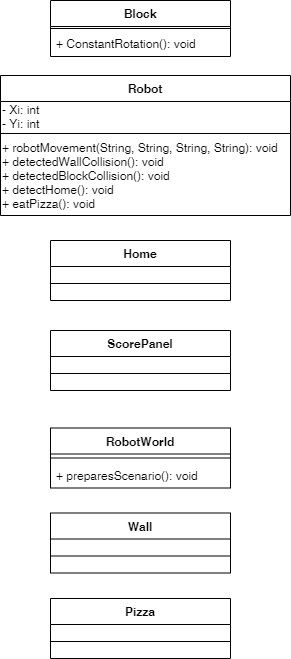 Block
+ ConstantRotation(): void
Robot
- Xi: int
- Yi: int
+ robotMovement(String, String, String, String): void
+ detectedWallCollision(): void
+ detectedBlockCollision(): void
+ detectHome(): void
+ eatPizza(): void
Home
ScorePanel
RobotWorld
+ preparesScenario(): void
Wall
Pizza